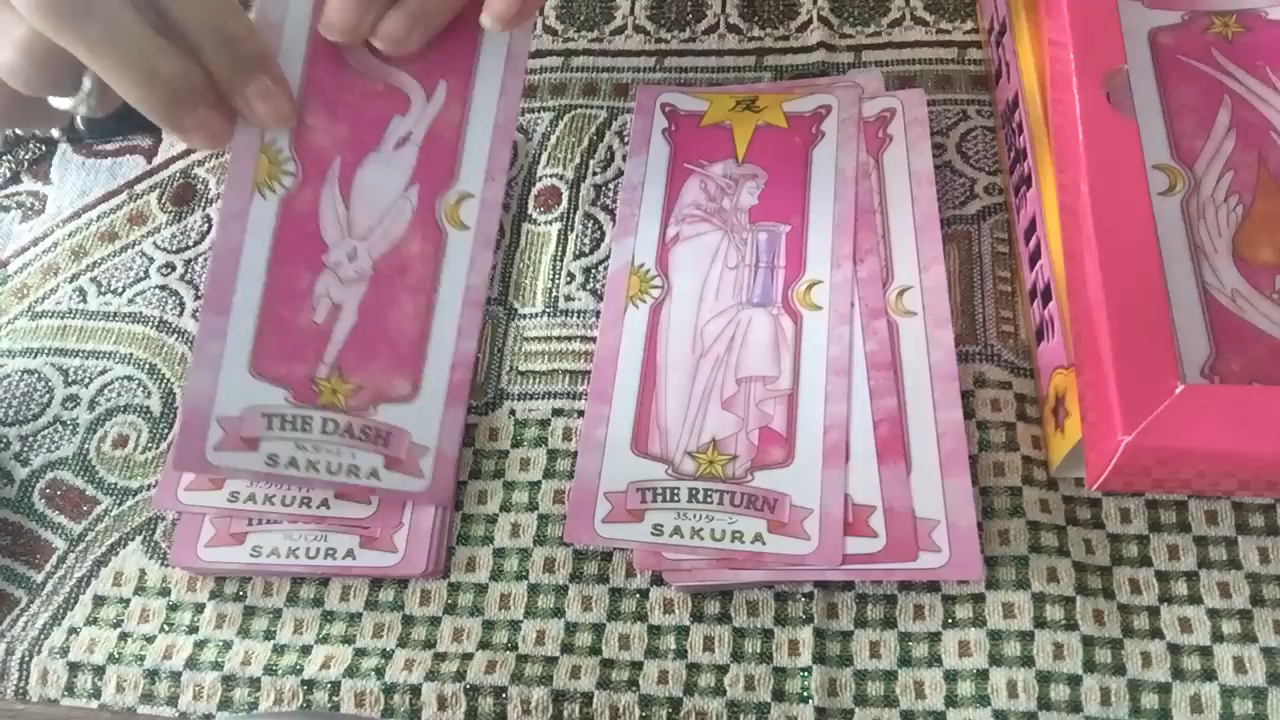 THE DASH
SAKURA
SAKURA
SAKURA
戻
THE RETURN
35.リターン
SAKURA